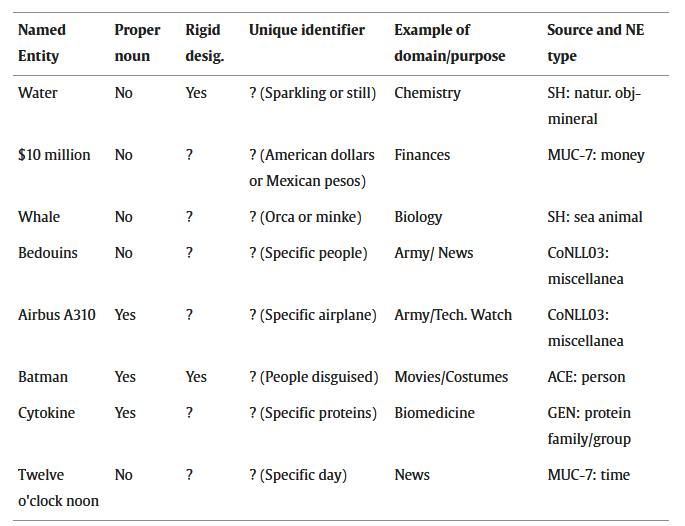 Named Proper Rigid Unique identifier Example of Source and NE
Entity noun desig. domain/purpose type
Water No Yes ? (Sparkling or still) Chemistry SH: natur. obj-
mineral
$10 million No ? ? (American dollars Finances MUC-7: money
or Mexican pesos)
Whale No ? ? (Orca or minke) Biology SH: sea animal
Bedouins No ? ? (Specific people) Army/ News CoNLL03:
miscellanea
Airbus A310 Yes ? ? (Specific airplane) Army/Tech. Watch CoNLL03:
miscellanea
Batman Yes Yes ? (People disguised) Movies/Costumes ACE: person
Cytokine Yes ? ? (Specific proteins) Biomedicine GEN: protein
family/group
Twelve No ? ? (Specific day) News MUC-7: time
o'clock noon